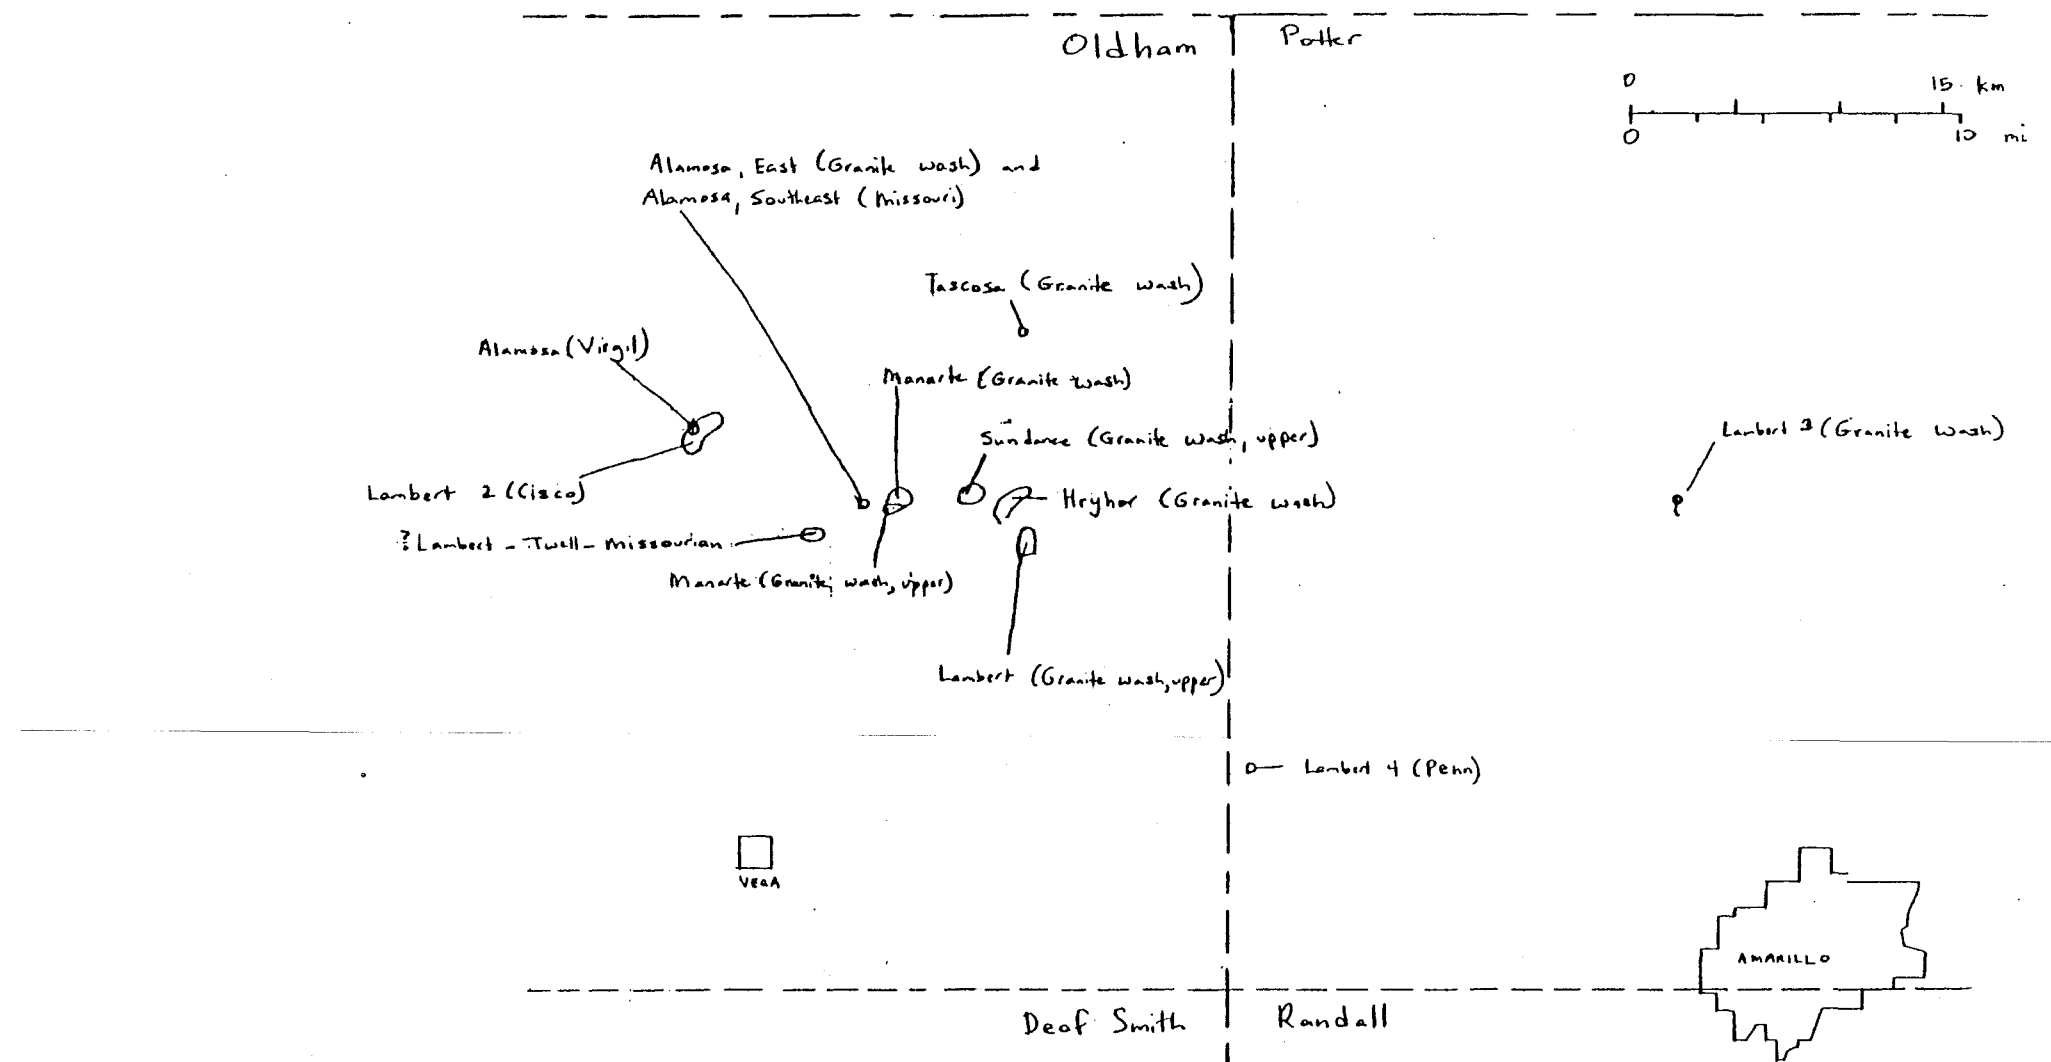 Oldham
Potter
0 15 km
0 10 mi
Alamosa, East (Granite wash) and
Alamosa, Southeast (Missouri)
Tascosa (Granite wash)
Alamosa (Virgil)
Manarte (Granite wash)
Sundance (Granite wash, upper)
Lambert 3 (Granite wash)
Lambert 2 (Cisco)
Hryhor (Granite wash)
? Lambert - Twell - Missourian
Manarte (Granite, wash, upper)
Lambert (Granite wash, upper)
Lambert 4 (Penn)
VEGA
AMARILLO
Deaf Smith
Randall